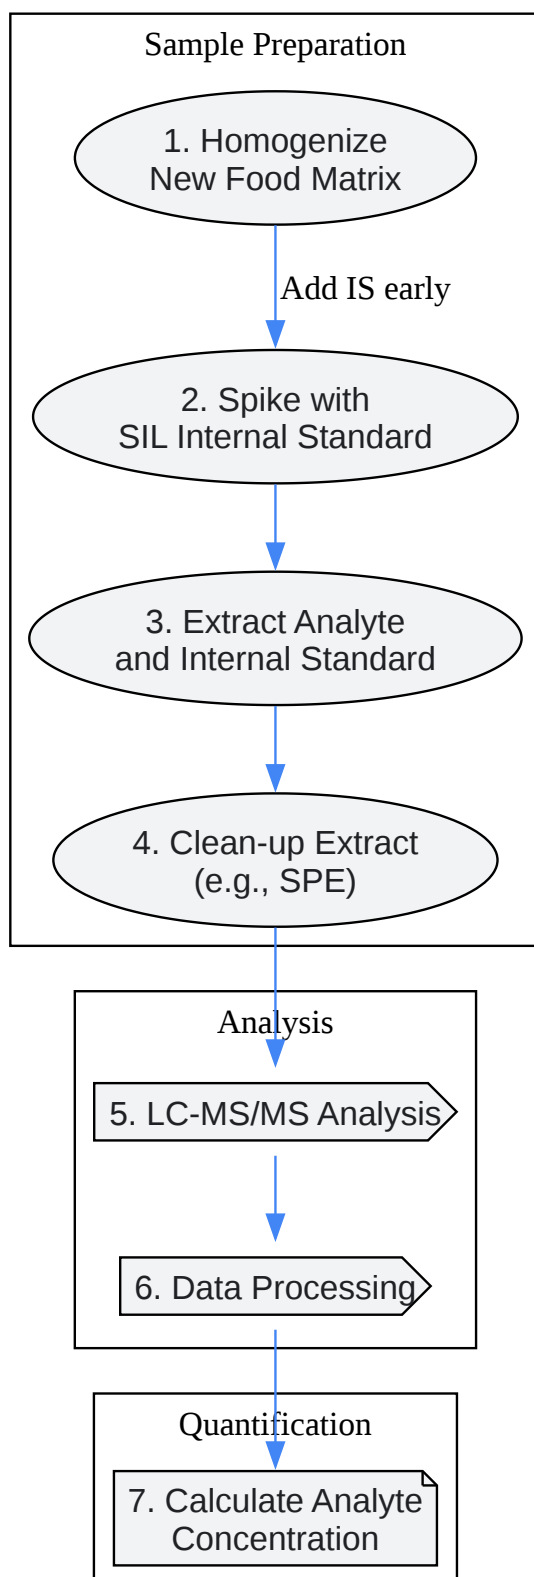 Sample Preparation
1. Homogenize
New Food Matrix
Add IS early
2. Spike with
SIL Internal Standard
3. Extract Analyte
and Internal Standard
4. Clean-up Extract
(e.g., SPE)
Analysis
5. LC-MS/MS Analysis
6. Data Processing
Quantification
7. Calculate Analyte
Concentration